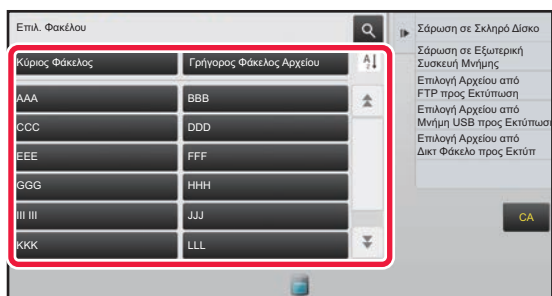 Επιλ. Φακέλου
Κύριος Φάκελος
Γρήγορος Φάκελος Αρχείου
AAA
BBB
CCC
DDD
EEE
FFF
GGG
HHH
III III
JJJ
KKK
LLL
Σάρωση σε Σκληρό Δίσκο
Σάρωση σε Εξωτερική
Συσκευή Μνήμης
Επιλογή Αρχείου από
FTP προς Εκτύπωση
Επιλογή Αρχείου από
Μνήμη USB προς Εκτύπωσ
Επιλογή Αρχείου από
Δικτ Φάκελο προς Εκτύπ
CA